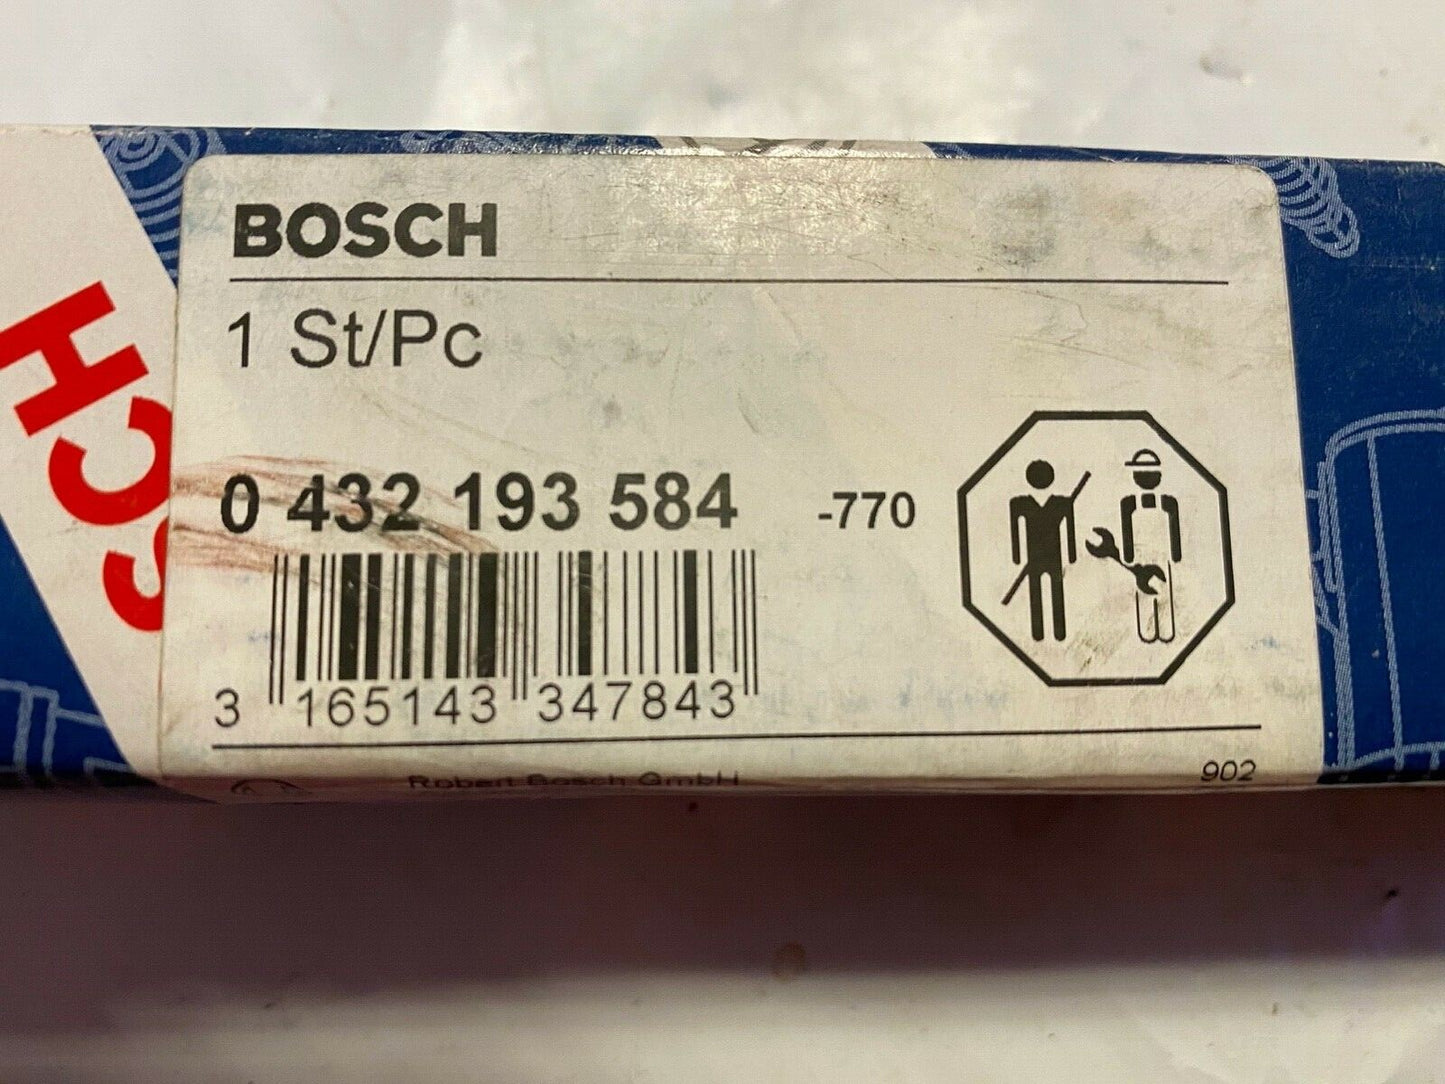 BOSCH
1 St/Pc
0 432 193 584 -770
3 165143 347843
Robert Bosch GmbH
902